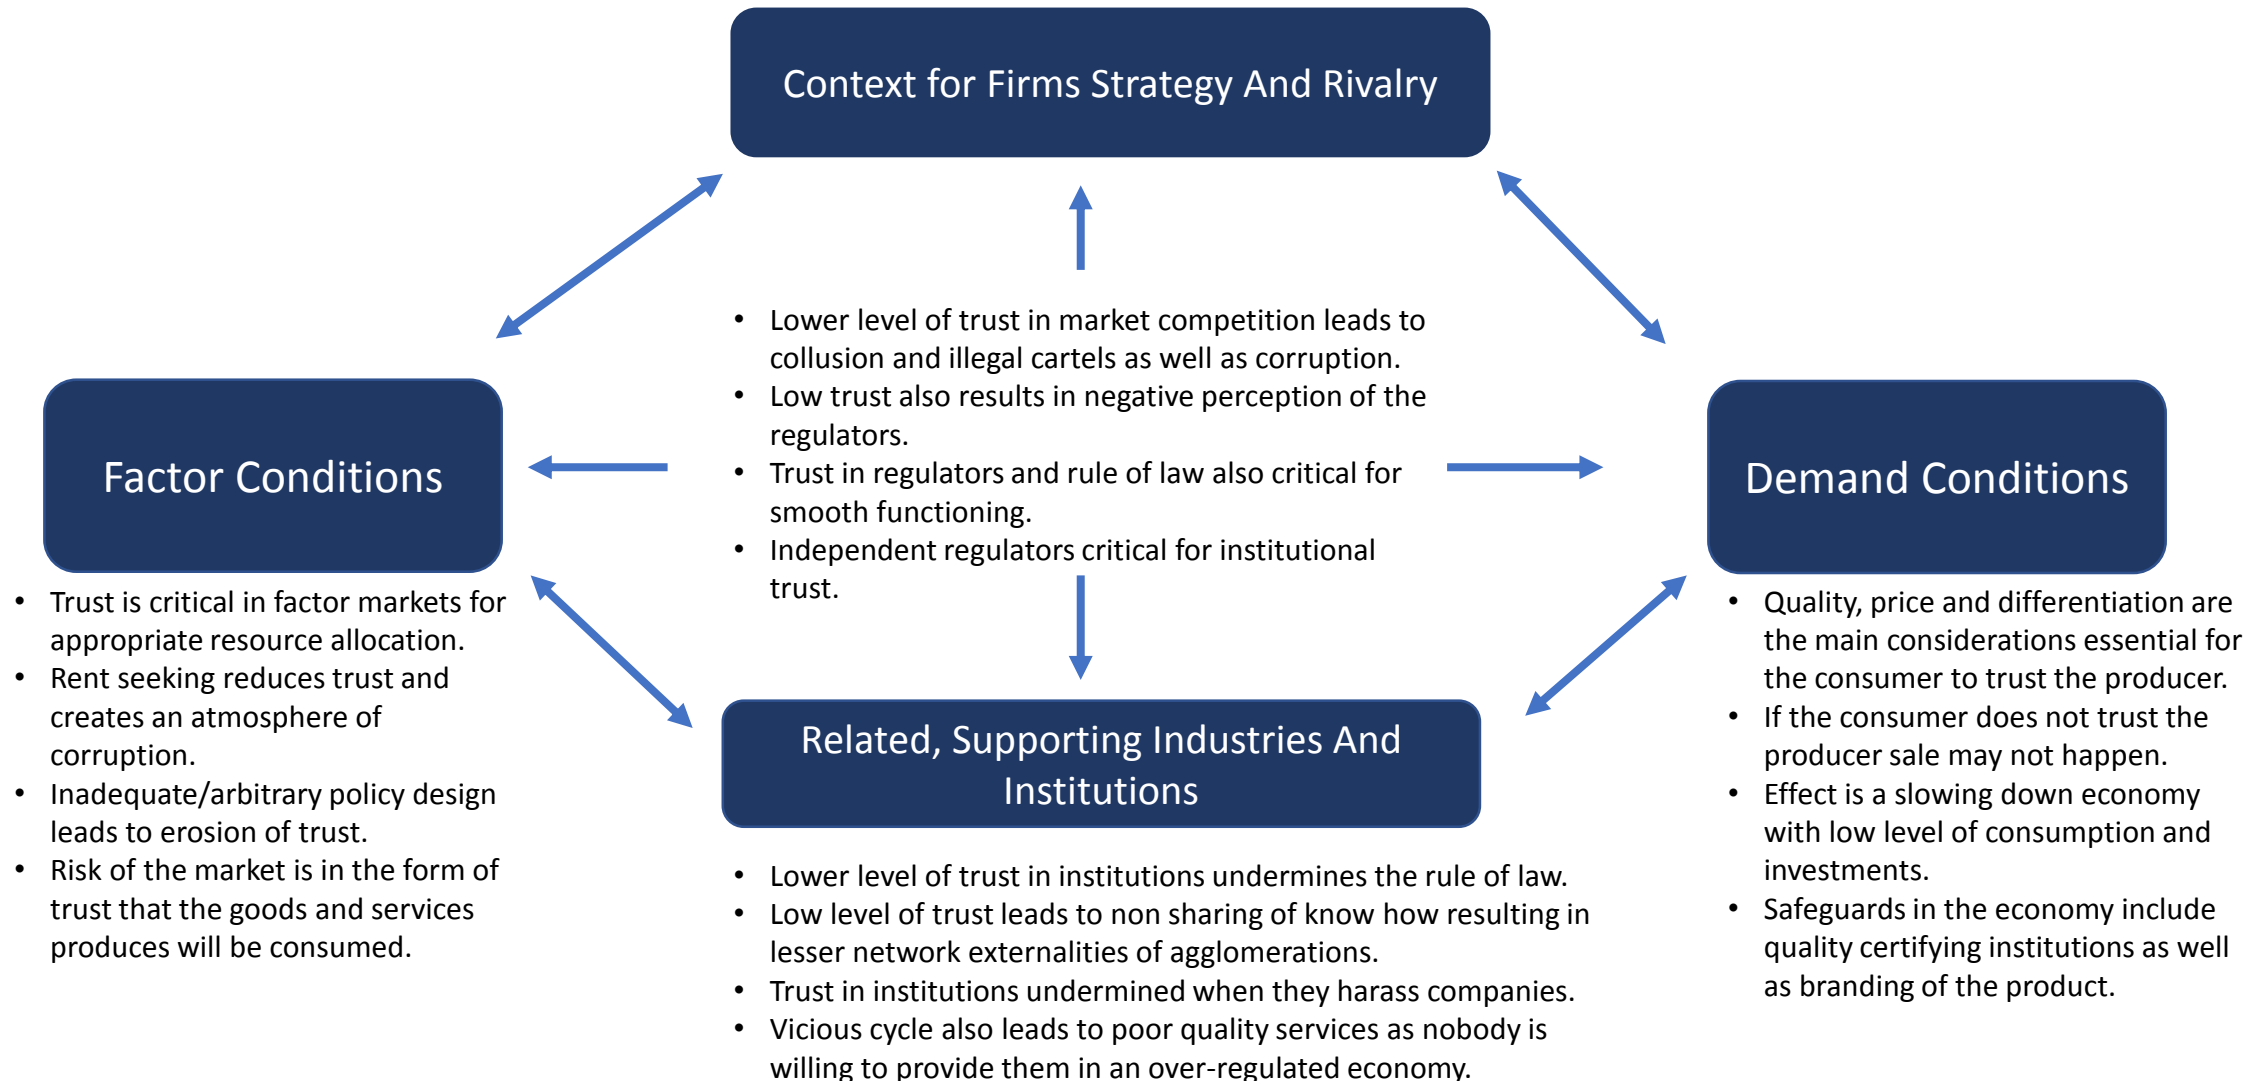 Context for Firms Strategy And Rivalry
• Lower level of trust in market competition leads to
collusion and illegal cartels as well as corruption.
• Low trust also results in negative perception of the
regulators.
• Trust in regulators and rule of law also critical for
smooth functioning.
• Independent regulators critical for institutional
trust.
Factor Conditions
• Trust is critical in factor markets for
appropriate resource allocation.
• Rent seeking reduces trust and
creates an atmosphere of
corruption.
• Inadequate/arbitrary policy design
leads to erosion of trust.
• Risk of the market is in the form of
trust that the goods and services
produces will be consumed.
Demand Conditions
• Quality, price and differentiation are
the main considerations essential for
the consumer to trust the producer.
• If the consumer does not trust the
producer sale may not happen.
• Effect is a slowing down economy
with low level of consumption and
investments.
• Safeguards in the economy include
quality certifying institutions as well
as branding of the product.
Related, Supporting Industries And
Institutions
• Lower level of trust in institutions undermines the rule of law.
• Low level of trust leads to non sharing of know how resulting in
lesser network externalities of agglomerations.
• Trust in institutions undermined when they harass companies.
• Vicious cycle also leads to poor quality services as nobody is
willing to provide them in an over-regulated economy.